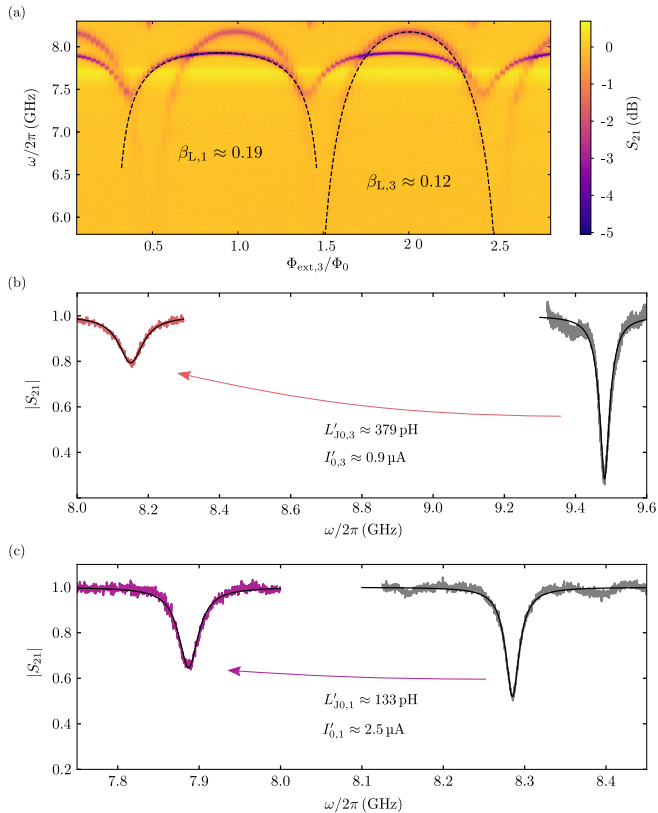 (a)
8.0
7.5
7.0
6.5
6.0
ω/2π (GHz)
β_L,1 ≈ 0.19
β_L,3 ≈ 0.12
0.5
1.0
1.5
2 0
2.5
Φ_ext,3/Φ_0
0
-1
-2
-3
-4
-5
S_21 (dB)
(b)
1.0
0.8
0.6
0.4
|S_21|
L′_J0,3 ≈ 379 pH
I′_0,3 ≈ 0.9 µA
8.0
8.2
8.4
8.6
8.8
9.0
9.2
9.4
9.6
ω/2π (GHz)
(c)
1.0
0.8
0.6
0.4
0.2
|S_21|
L′_J0,1 ≈ 133 pH
I′_0,1 ≈ 2.5 µA
7.8
7.9
8.0
8.1
8.2
8.3
8.4
ω/2π (GHz)